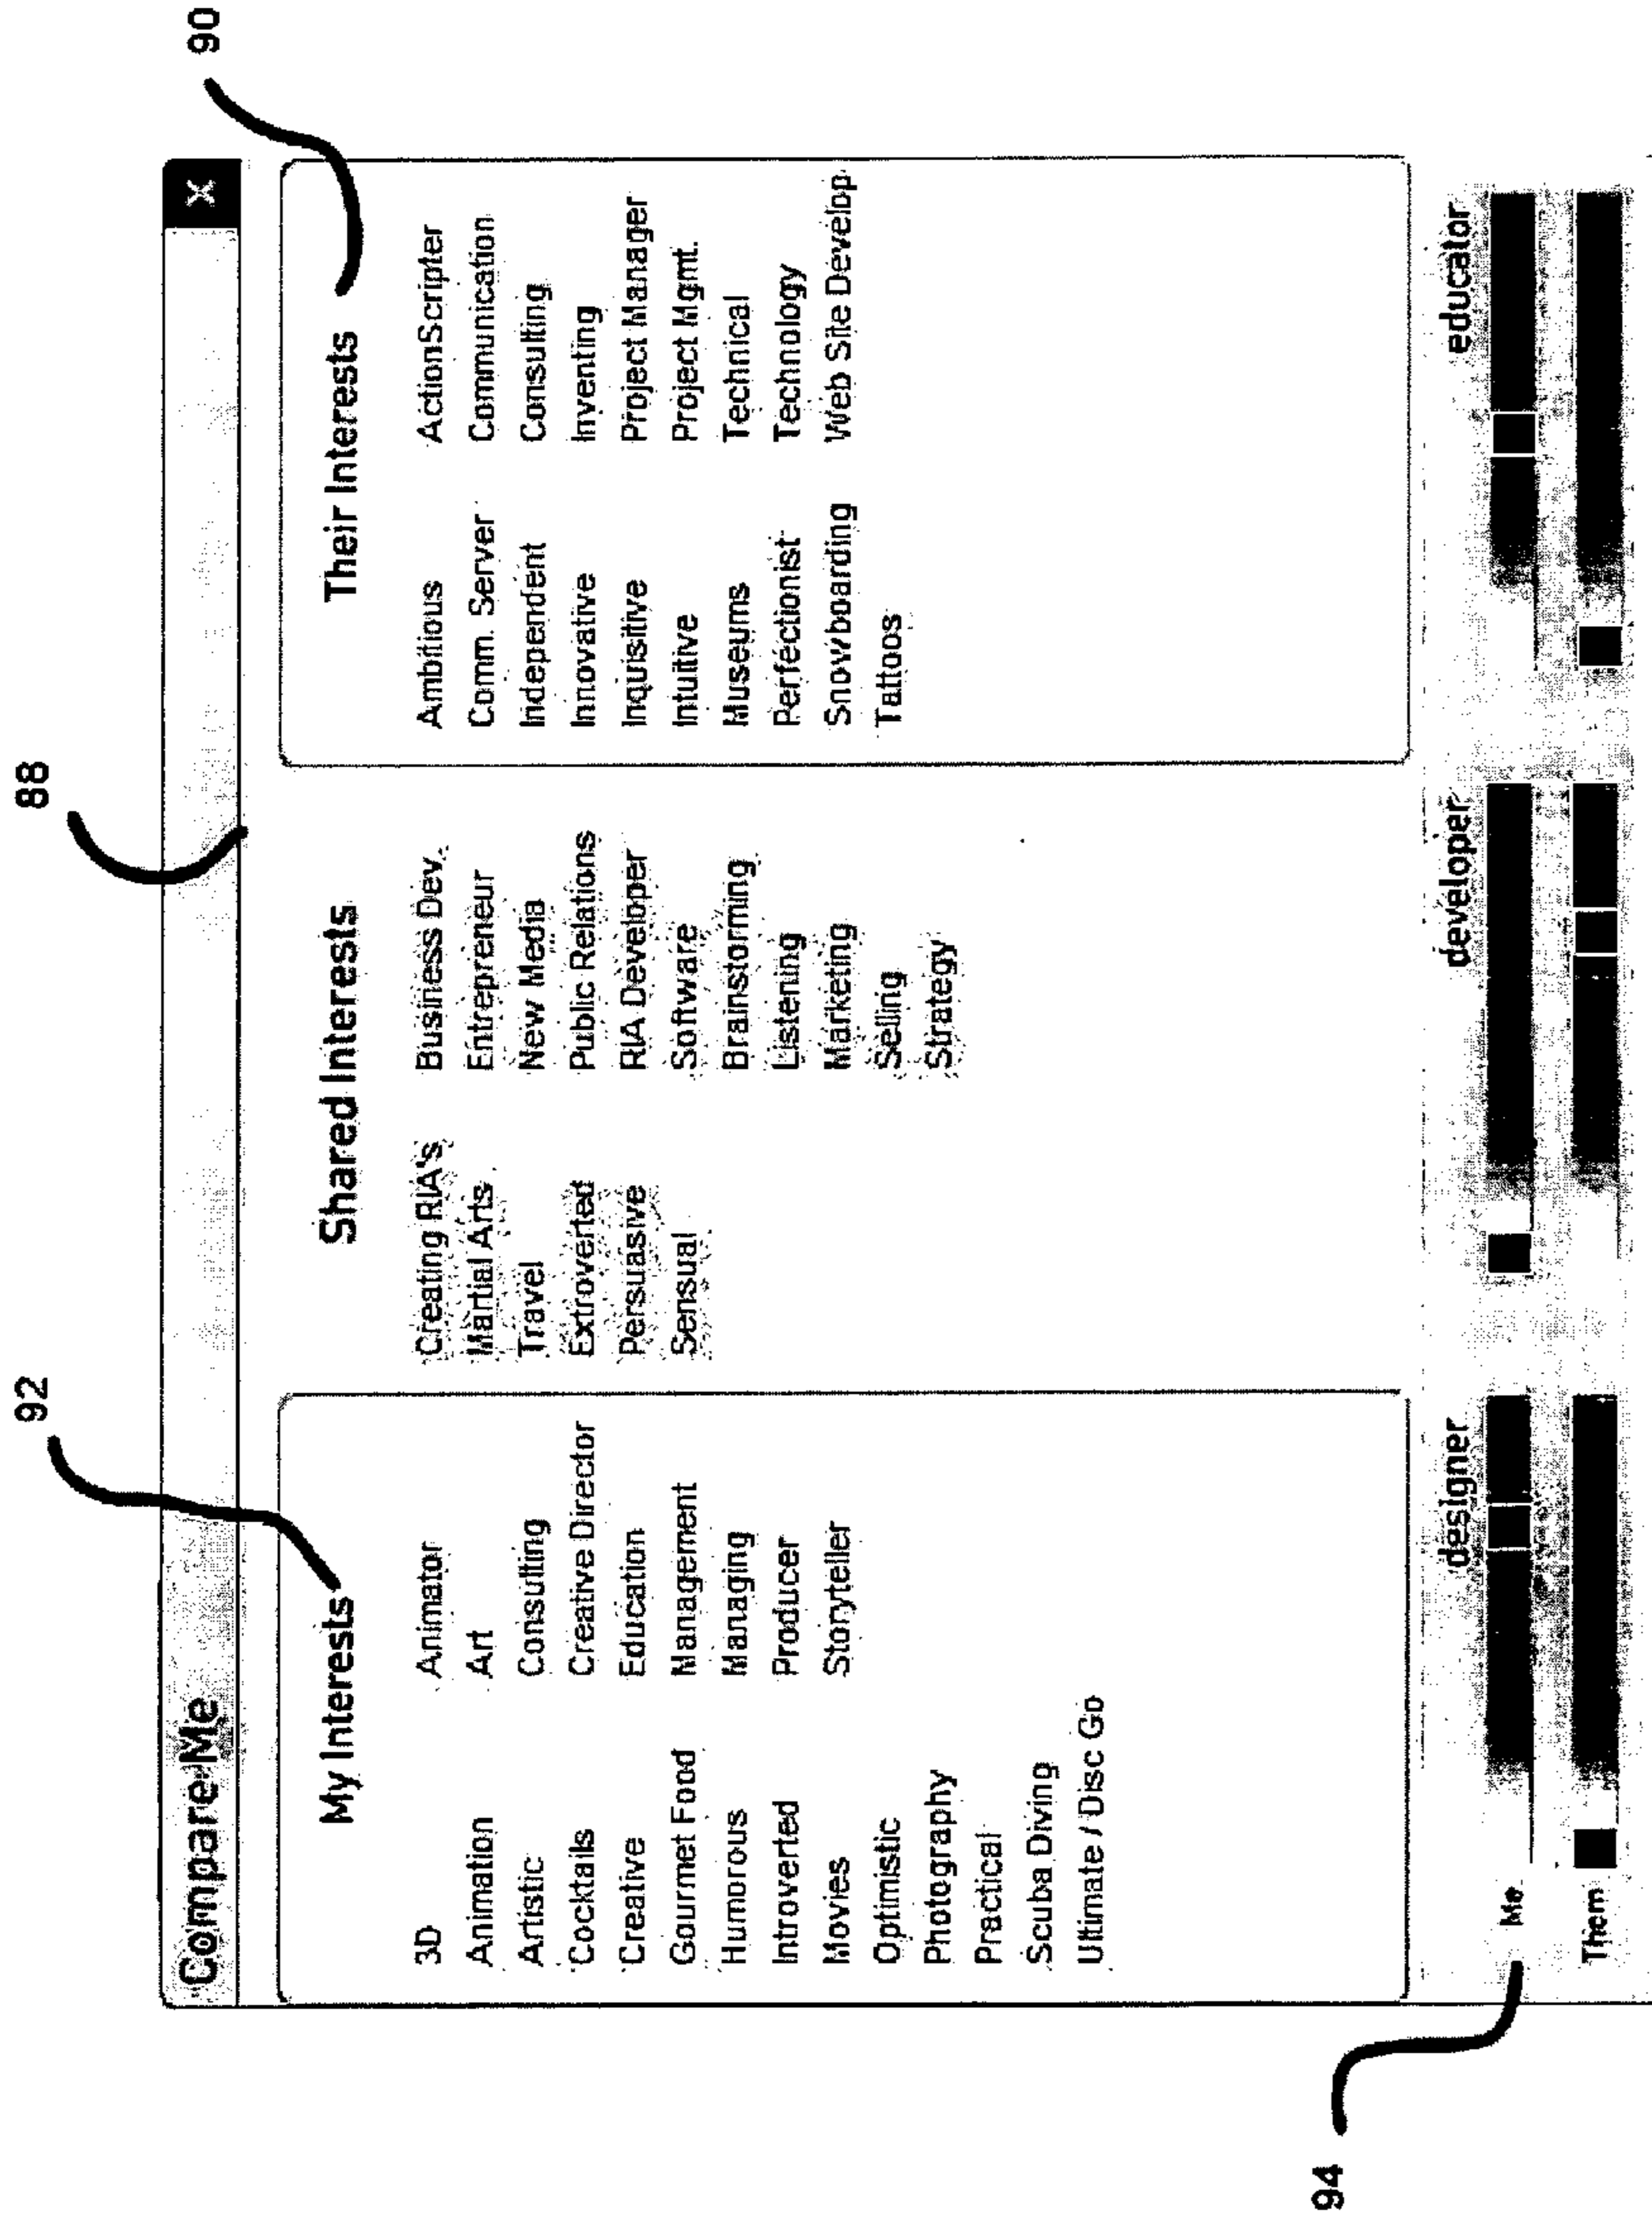 92
88
90
Compare Me X
My Interests
3D Animator
Animation Art
Artistic Consulting
Cocktails Creative Director
Creative Education
Gourmet Food Management
Humorous Managing
Introverted Producer
Movies Storyteller
Optimistic
Photography
Practical
Scuba Diving
Ultimate / Disc Go
Shared Interests
Creating RIA's Business Dev.
Martial Arts Entrepreneur
Travel New Media
Extroverted Public Relations
Persuasive RIA Developer
Sensual Software
Brainstorming
Listening
Marketing
Selling
Strategy
Their Interests
Ambitious ActionScripter
Comm. Server Communication
Independent Consulting
Innovative Inventing
Inquisitive Project Manager
Intuitive Project Mgmt.
Museums Technical
Perfectionist Technology
Snowboarding Web Site Develop
Tattoos
designer developer educator
Me
Them
94